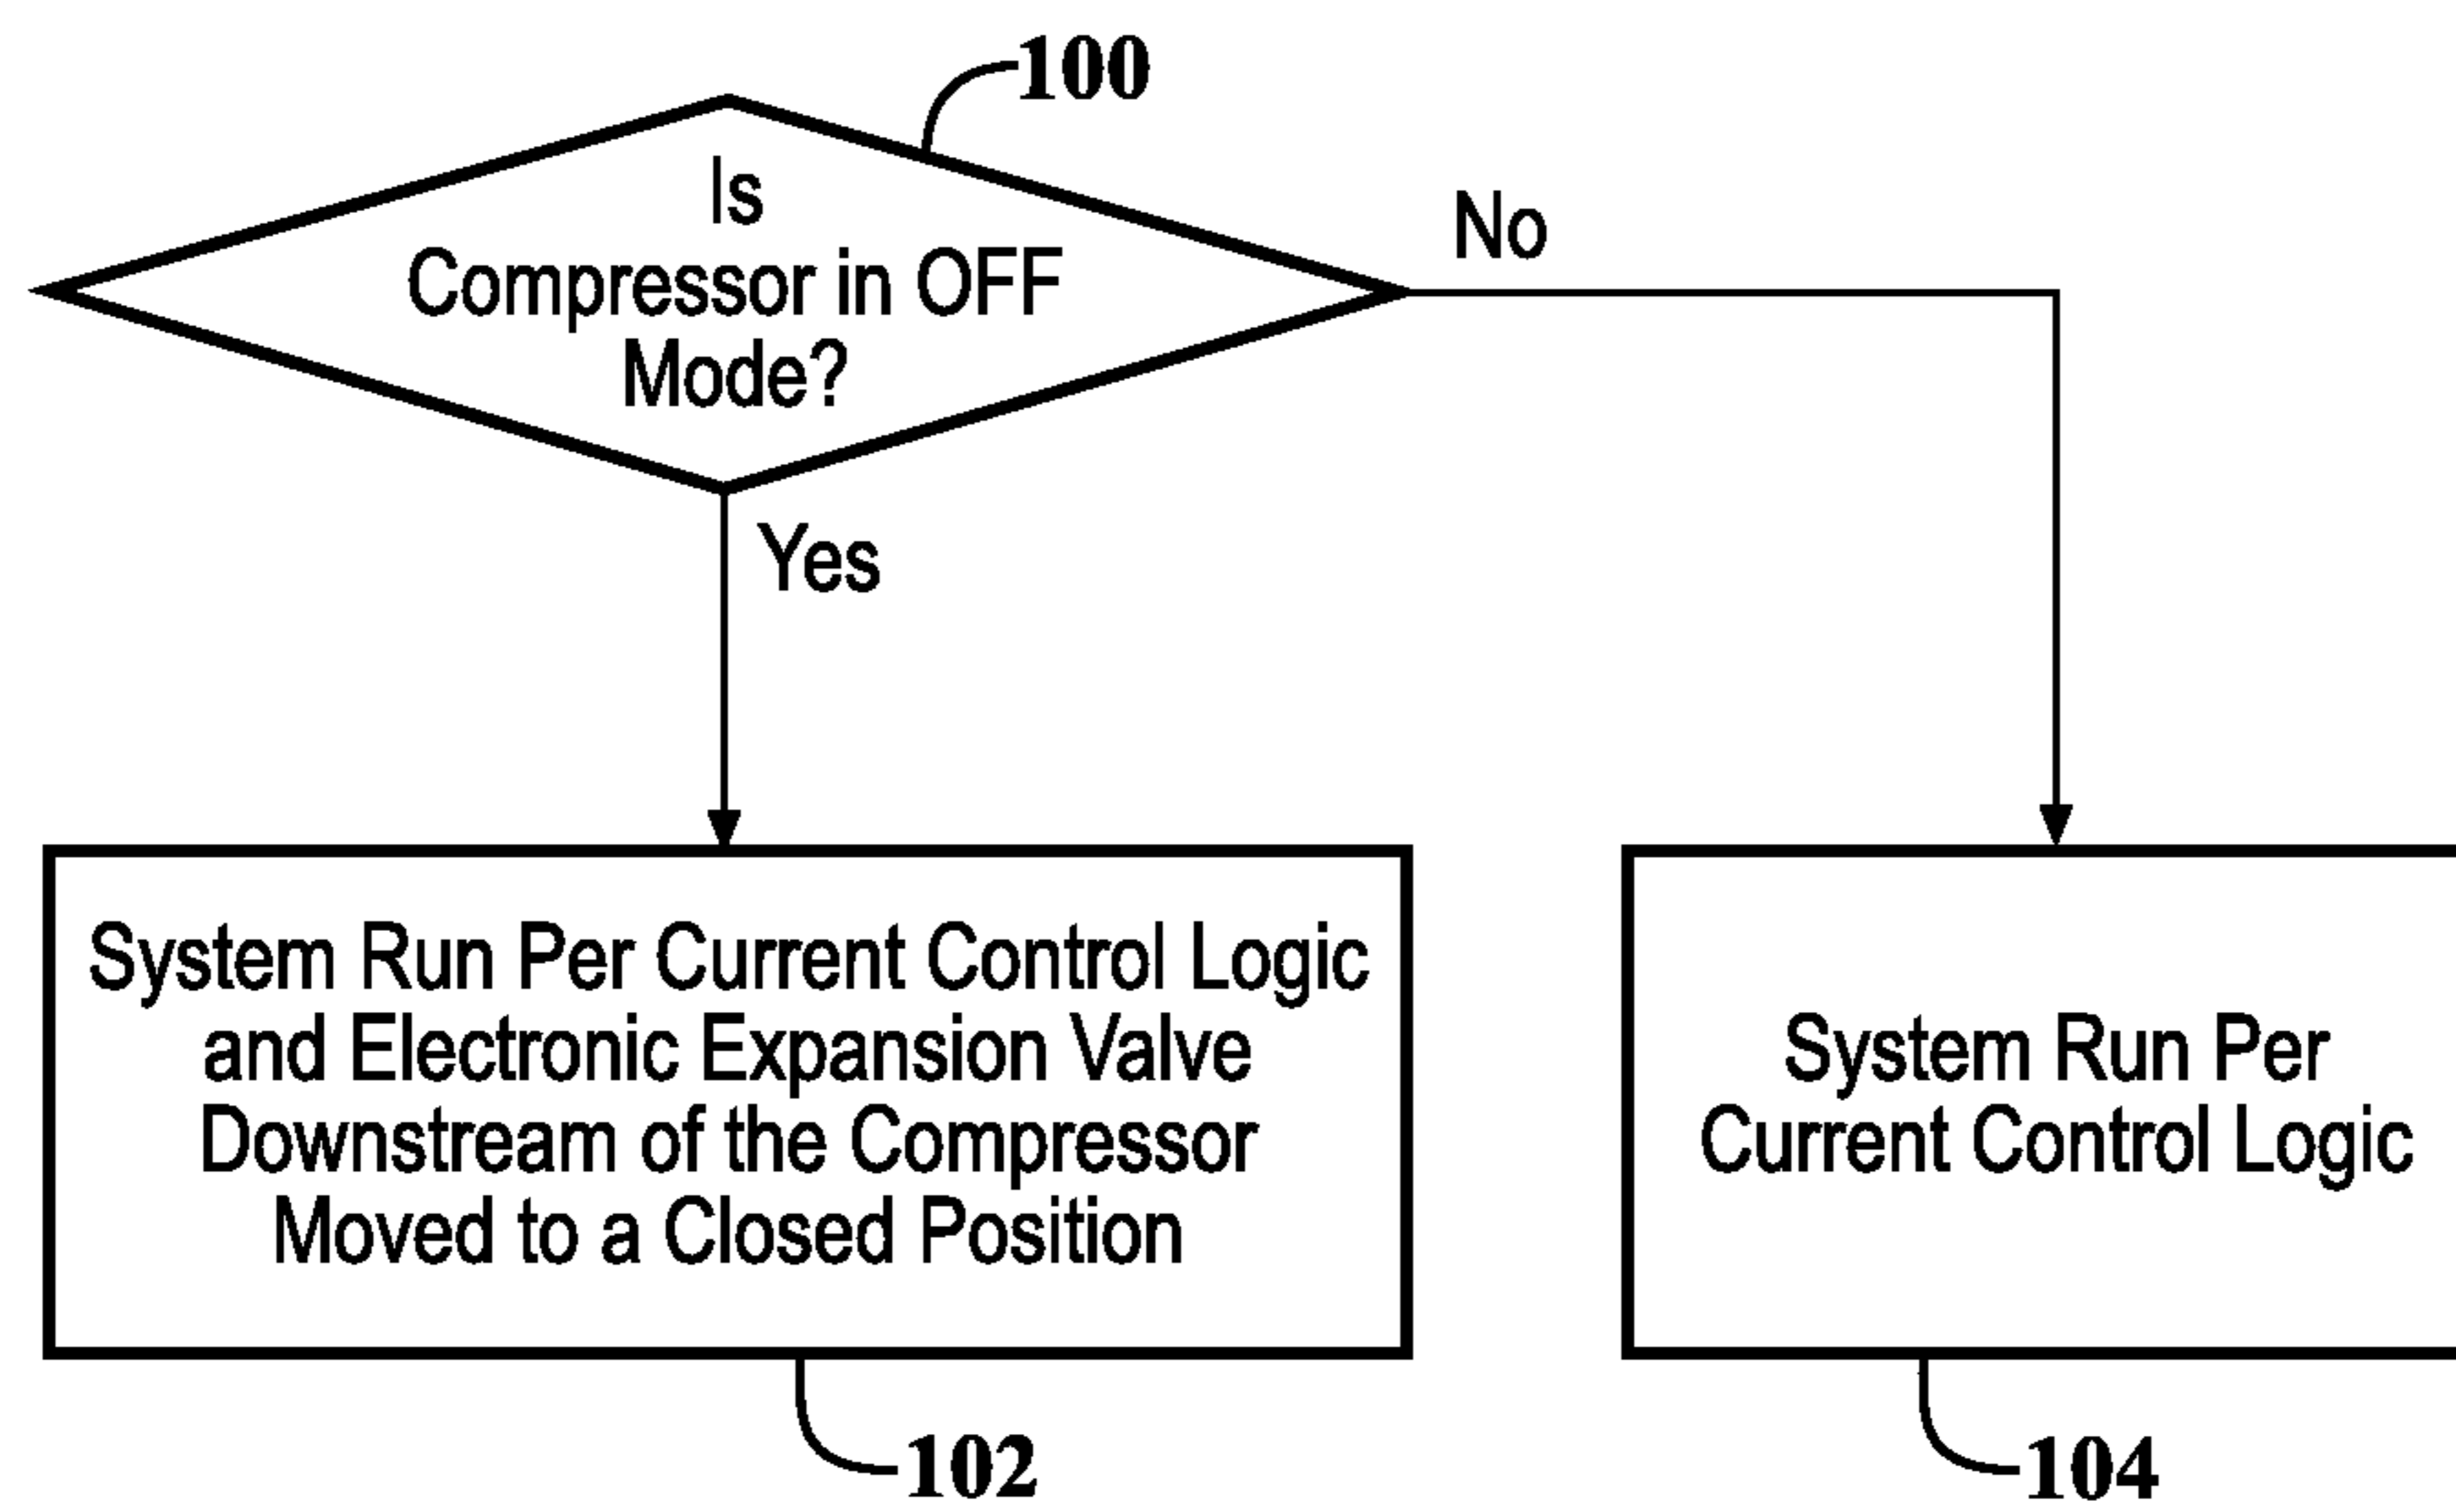 100
Is
Compressor in OFF
Mode?
No
Yes
System Run Per Current Control Logic
and Electronic Expansion Valve
Downstream of the Compressor
Moved to a Closed Position
System Run Per
Current Control Logic
102
104